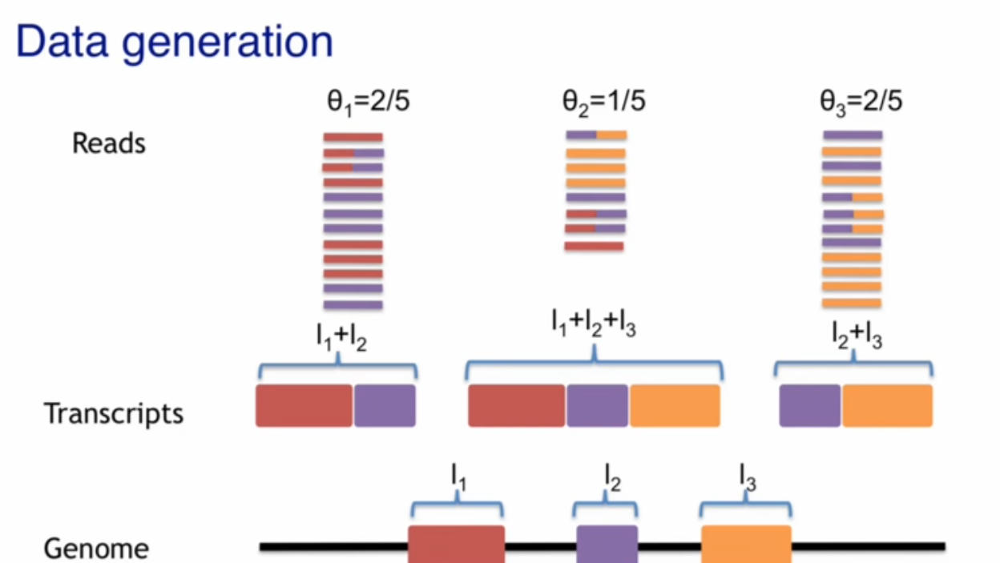 Data generation
θ₁=2/5 θ₂=1/5 θ₃=2/5
Reads
l₁+l₂ l₁+l₂+l₃ l₂+l₃
Transcripts
l₁ l₂ l₃
Genome